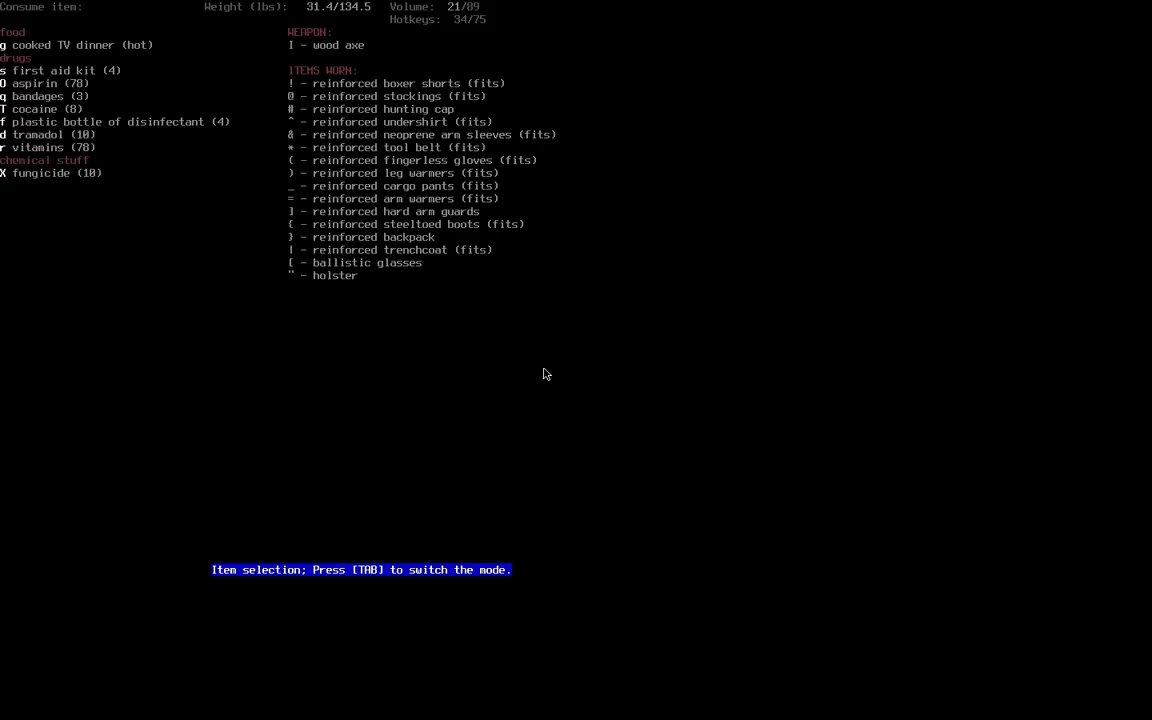 Consume item: Weight (lbs): 31.4/134.5 Volume: 21/89
Hotkeys: 34/75
food
g cooked TV dinner (hot)
drugs
s first aid kit (4)
O aspirin (78)
q bandages (3)
T cocaine (8)
f plastic bottle of disinfectant (4)
d tramadol (10)
r vitamins (78)
chemical stuff
X fungicide (10)
WEAPON:
I - wood axe
ITEMS WORN:
! - reinforced boxer shorts (fits)
@ - reinforced stockings (fits)
# - reinforced hunting cap
^ - reinforced undershirt (fits)
& - reinforced neoprene arm sleeves (fits)
* - reinforced tool belt (fits)
( - reinforced fingerless gloves (fits)
) - reinforced leg warmers (fits)
_ - reinforced cargo pants (fits)
= - reinforced arm warmers (fits)
] - reinforced hard arm guards
{ - reinforced steeltoed boots (fits)
} - reinforced backpack
| - reinforced trenchcoat (fits)
[ - ballistic glasses
" - holster
Item selection; Press [TAB] to switch the mode.